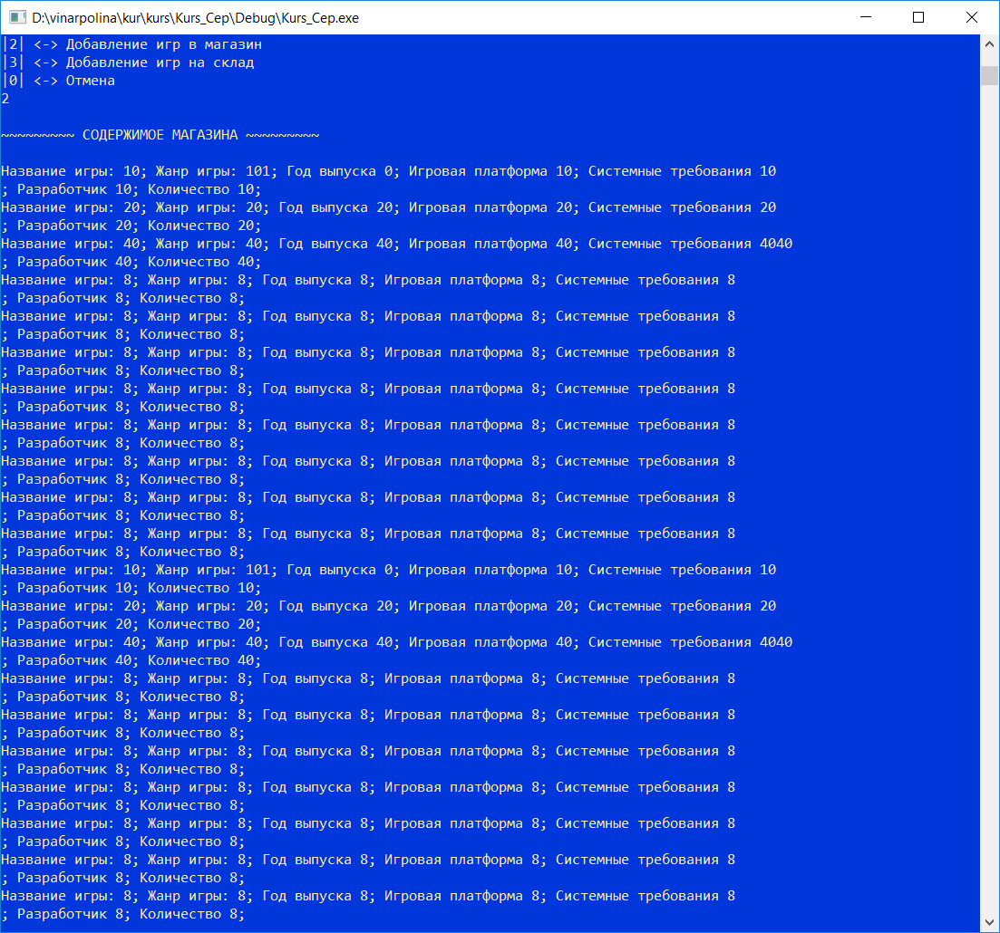 D:\vinarpolina\kur\kurs\Kurs_Cep\Debug\Kurs_Cep.exe
|2| <-> Добавление игр в магазин
|3| <-> Добавление игр на склад
|0| <-> Отмена
2
~~~~~~~~~ СОДЕРЖИМОЕ МАГАЗИНА ~~~~~~~~~
Название игры: 10; Жанр игры: 101; Год выпуска 0; Игровая платформа 10; Системные требования 10
; Разработчик 10; Количество 10;
Название игры: 20; Жанр игры: 20; Год выпуска 20; Игровая платформа 20; Системные требования 20
; Разработчик 20; Количество 20;
Название игры: 40; Жанр игры: 40; Год выпуска 40; Игровая платформа 40; Системные требования 4040
; Разработчик 40; Количество 40;
Название игры: 8; Жанр игры: 8; Год выпуска 8; Игровая платформа 8; Системные требования 8
; Разработчик 8; Количество 8;
Название игры: 8; Жанр игры: 8; Год выпуска 8; Игровая платформа 8; Системные требования 8
; Разработчик 8; Количество 8;
Название игры: 8; Жанр игры: 8; Год выпуска 8; Игровая платформа 8; Системные требования 8
; Разработчик 8; Количество 8;
Название игры: 8; Жанр игры: 8; Год выпуска 8; Игровая платформа 8; Системные требования 8
; Разработчик 8; Количество 8;
Название игры: 8; Жанр игры: 8; Год выпуска 8; Игровая платформа 8; Системные требования 8
; Разработчик 8; Количество 8;
Название игры: 8; Жанр игры: 8; Год выпуска 8; Игровая платформа 8; Системные требования 8
; Разработчик 8; Количество 8;
Название игры: 8; Жанр игры: 8; Год выпуска 8; Игровая платформа 8; Системные требования 8
; Разработчик 8; Количество 8;
Название игры: 8; Жанр игры: 8; Год выпуска 8; Игровая платформа 8; Системные требования 8
; Разработчик 8; Количество 8;
Название игры: 10; Жанр игры: 101; Год выпуска 0; Игровая платформа 10; Системные требования 10
; Разработчик 10; Количество 10;
Название игры: 20; Жанр игры: 20; Год выпуска 20; Игровая платформа 20; Системные требования 20
; Разработчик 20; Количество 20;
Название игры: 40; Жанр игры: 40; Год выпуска 40; Игровая платформа 40; Системные требования 4040
; Разработчик 40; Количество 40;
Название игры: 8; Жанр игры: 8; Год выпуска 8; Игровая платформа 8; Системные требования 8
; Разработчик 8; Количество 8;
Название игры: 8; Жанр игры: 8; Год выпуска 8; Игровая платформа 8; Системные требования 8
; Разработчик 8; Количество 8;
Название игры: 8; Жанр игры: 8; Год выпуска 8; Игровая платформа 8; Системные требования 8
; Разработчик 8; Количество 8;
Название игры: 8; Жанр игры: 8; Год выпуска 8; Игровая платформа 8; Системные требования 8
; Разработчик 8; Количество 8;
Название игры: 8; Жанр игры: 8; Год выпуска 8; Игровая платформа 8; Системные требования 8
; Разработчик 8; Количество 8;
Название игры: 8; Жанр игры: 8; Год выпуска 8; Игровая платформа 8; Системные требования 8
; Разработчик 8; Количество 8;
Название игры: 8; Жанр игры: 8; Год выпуска 8; Игровая платформа 8; Системные требования 8
; Разработчик 8; Количество 8;